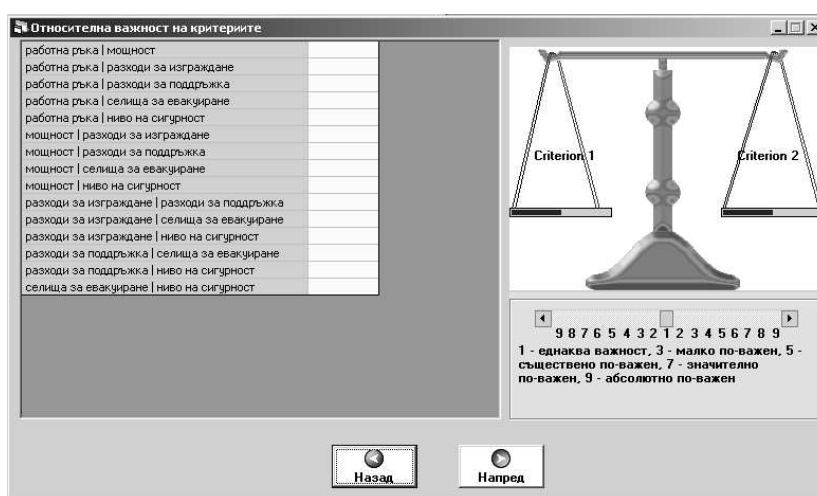 Относителна важност на критериите
работна ръка | мощност
работна ръка | разходи за изграждане
работна ръка | разходи за поддръжка
работна ръка | селища за евакуиране
работна ръка | ниво на сигурност
мощност | разходи за изграждане
мощност | разходи за поддръжка
мощност | селища за евакуиране
мощност | ниво на сигурност
разходи за изграждане | разходи за поддръжка
разходи за изграждане | селища за евакуиране
разходи за изграждане | ниво на сигурност
разходи за поддръжка | селища за евакуиране
разходи за поддръжка | ниво на сигурност
селища за евакуиране | ниво на сигурност
Criterion 1
Criterion 2
9 8 7 6 5 4 3 2 1 2 3 4 5 6 7 8 9
1 - еднаква важност, 3 - малко по-важен, 5 -
съществено по-важен, 7 - значително
по-важен, 9 - абсолютно по-важен
Назад
Напред